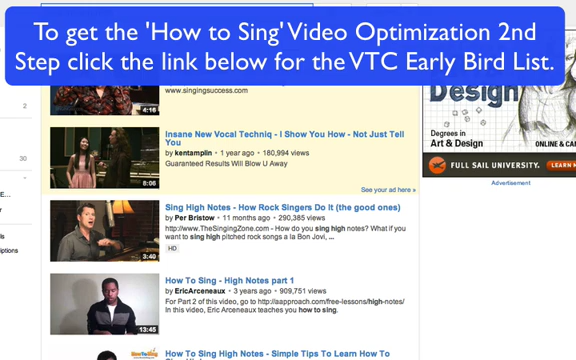 To get the 'How to Sing' Video Optimization 2nd
Step click the link below for the VTC Early Bird List.
www.singingsuccess.com
4:16
2
Design
Insane New Vocal Techniq - I Show You How - Not Just Tell
You
by kentamplin • 1 year ago • 180,994 views
Guaranteed Results Will Blow U Away
8:06
See your ad here »
30
Degrees in
Art & Design
ONLINE & CA
FULL SAIL UNIVERSITY.
LEARN M
Advertisement
Sing High Notes - How Rock Singers Do It (the good ones)
by Per Bristow • 11 months ago • 290,385 views
http://www.TheSingingZone.com - How do you sing high notes? What if you
want to sing high pitched rock songs a la Bon Jovi, ...
HD
3:40
How To Sing - High Notes part 1
by EricArceneaux • 3 years ago • 909,751 views
For Part 2 of this video, go to http://aapproach.com/free-lessons/high-notes/
In this video, Eric Arceneaux teaches you how to sing.
13:45
How To Sing High Notes - Simple Tips To Learn How To